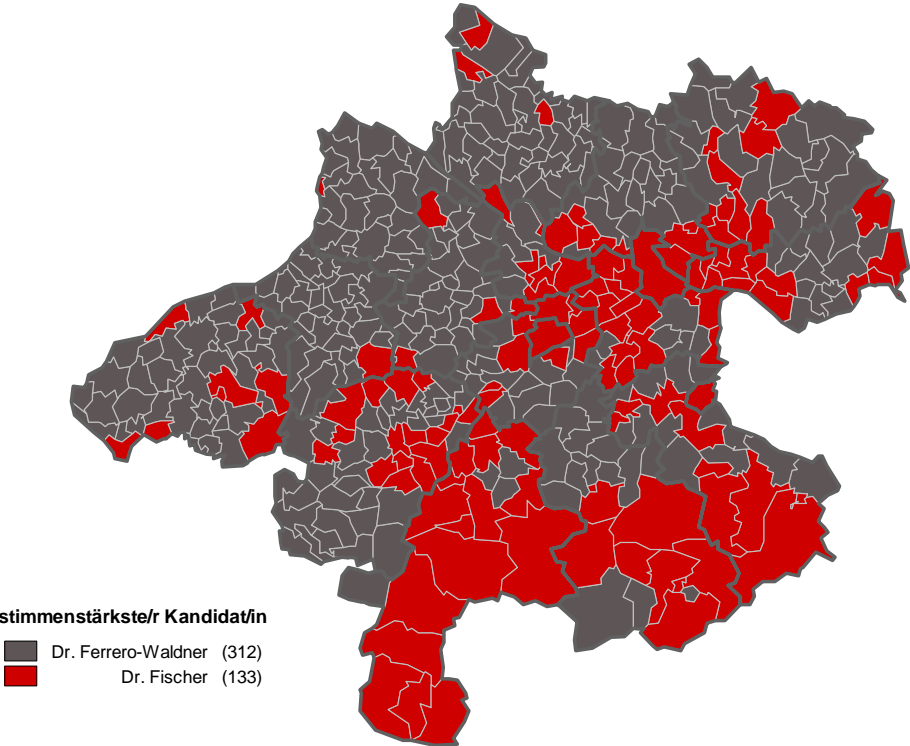 stimmenstärkste/r Kandidat/in
Dr. Ferrero-Waldner (312)
Dr. Fischer (133)